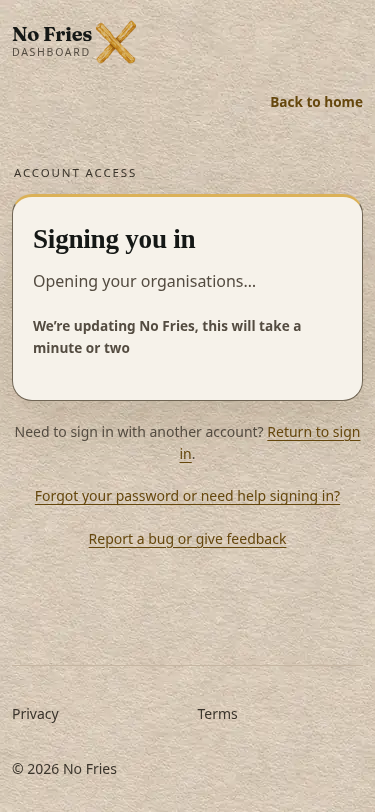 No Fries
DASHBOARD
Back to home
ACCOUNT ACCESS
Signing you in
Opening your organisations…
We’re updating No Fries, this will take a
minute or two
Need to sign in with another account? Return to sign
in.
Forgot your password or need help signing in?
Report a bug or give feedback
Privacy
Terms
© 2026 No Fries